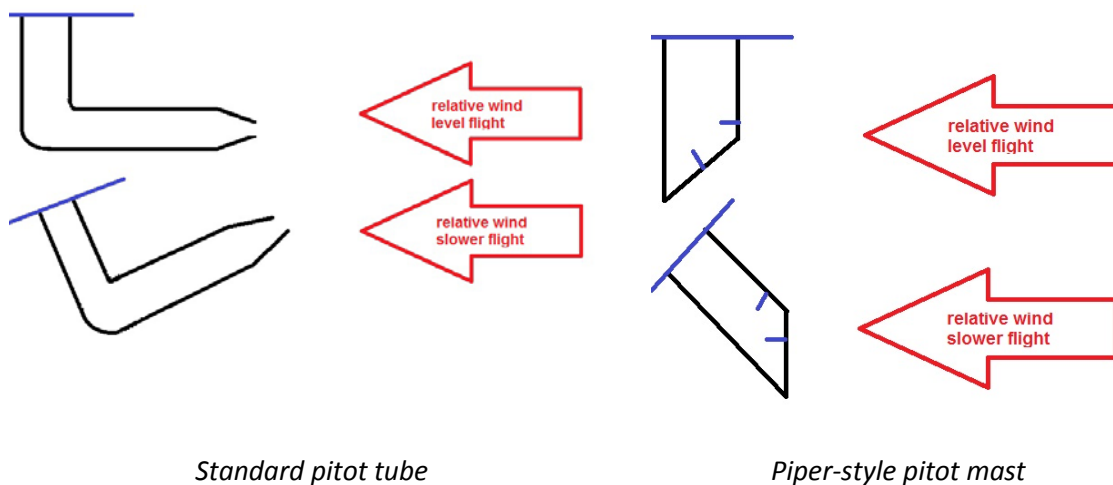 relative wind
level flight
relative wind
level flight
relative wind
slower flight
relative wind
slower flight
Standard pitot tube
Piper-style pitot mast